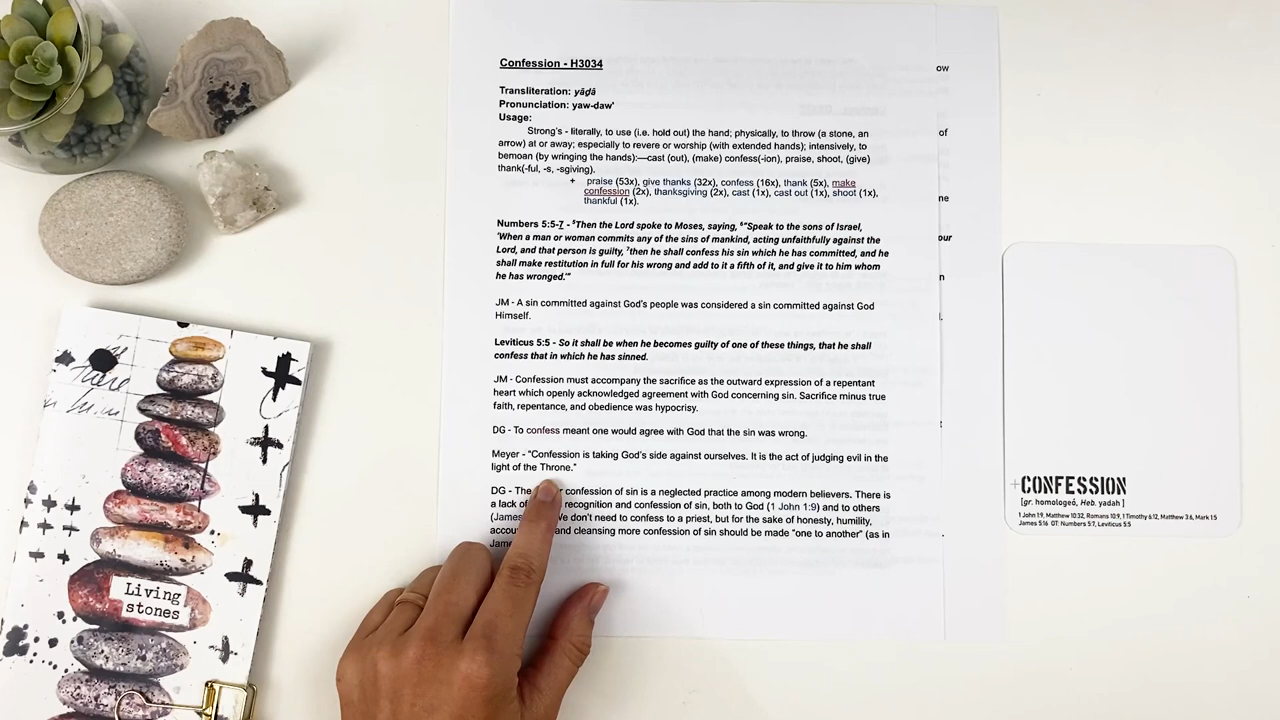 Confession - H3034
Transliteration: yāḏâ
Pronunciation: yaw-daw'
Usage:
Strong's - literally, to use (i.e. hold out) the hand; physically, to throw (a stone, an
arrow) at or away; especially to revere or worship (with extended hands); intensively, to
bemoan (by wringing the hands):—cast (out), (make) confess(-ion), praise, shoot, (give)
thank(-ful, -s, -sgiving).
+ praise (53x), give thanks (32x), confess (16x), thank (5x), make
confession (2x), thanksgiving (2x), cast (1x), cast out (1x), shoot (1x),
thankful (1x).
Numbers 5:5-7 - ⁵Then the Lord spoke to Moses, saying, ⁶"Speak to the sons of Israel,
'When a man or woman commits any of the sins of mankind, acting unfaithfully against the
Lord, and that person is guilty, ⁷then he shall confess his sin which he has committed, and he
shall make restitution in full for his wrong and add to it a fifth of it, and give it to him whom
he has wronged.'"
JM - A sin committed against God's people was considered a sin committed against God
Himself.
Leviticus 5:5 - So it shall be when he becomes guilty of one of these things, that he shall
confess that in which he has sinned.
JM - Confession must accompany the sacrifice as the outward expression of a repentant
heart which openly acknowledged agreement with God concerning sin. Sacrifice minus true
faith, repentance, and obedience was hypocrisy.
DG - To confess meant one would agree with God that the sin was wrong.
Meyer - "Confession is taking God's side against ourselves. It is the act of judging evil in the
light of the Throne."
DG - The confession of sin is a neglected practice among modern believers. There is
a lack of recognition and confession of sin, both to God (1 John 1:9) and to others
(James We don't need to confess to a priest, but for the sake of honesty, humility,
and cleansing more confession of sin should be made "one to another" (as in
ow
of
ne
our
n
Living
stones
CONFESSION
[gr. homologeó, Heb. yadah ]
1 John 1:9, Matthew 10:32, Romans 10:9, 1 Timothy 6:12, Matthew 3:6, Mark 1:5
James 5:16 OT: Numbers 5:7, Leviticus 5:5